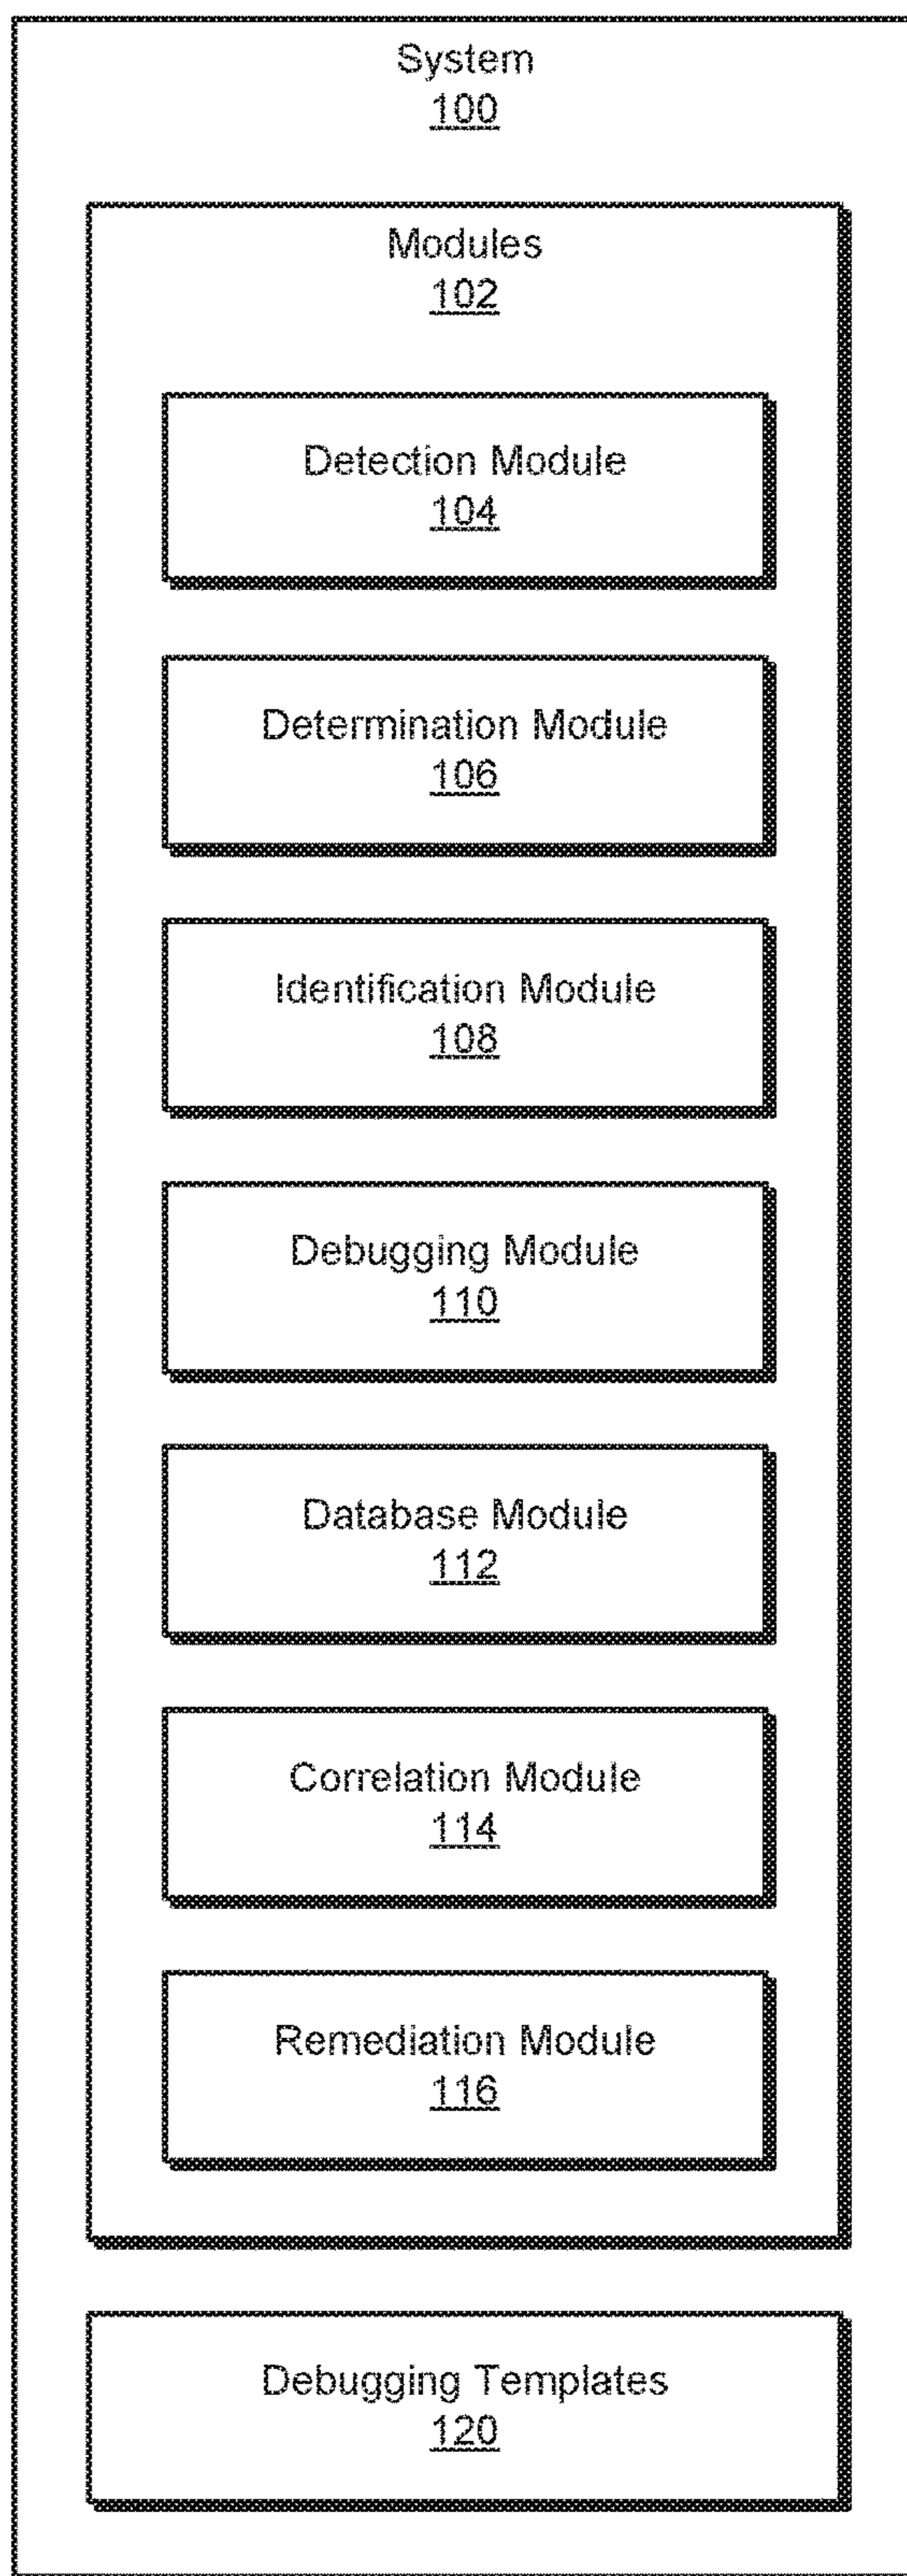 System
100
Modules
102
Detection Module
104
Determination Module
106
Identification Module
108
Debugging Module
110
Database Module
112
Correlation Module
114
Remediation Module
116
Debugging Templates
120